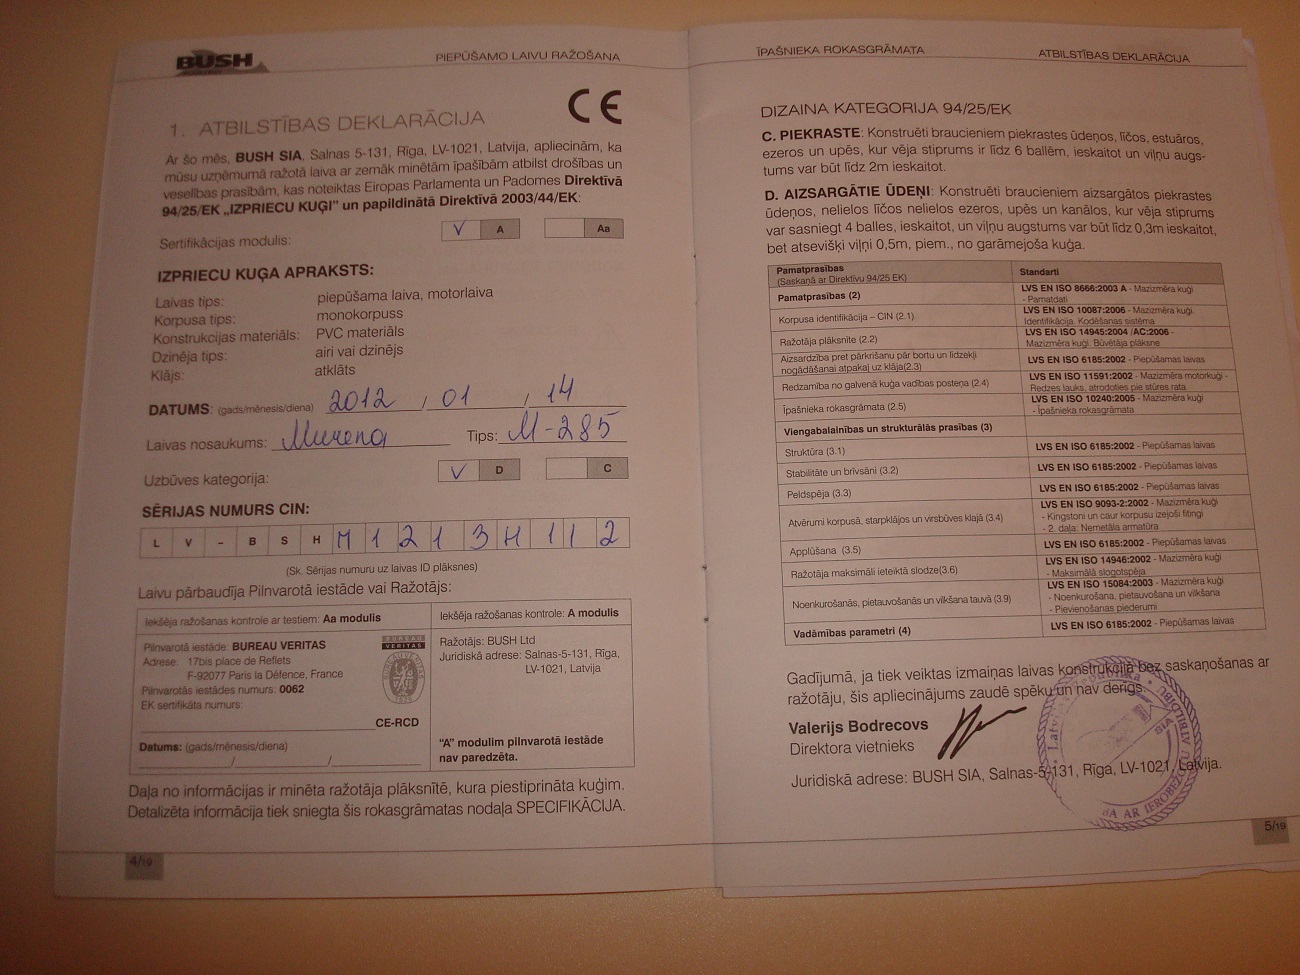 BUSH
PIEPŪŠAMO LAIVU RAŽOŠANA
CE
1. ATBILSTĪBAS DEKLARĀCIJA
Ar šo mēs, BUSH SIA, Salnas 5-131, Rīga, LV-1021, Latvija, apliecinām, ka
mūsu uzņēmumā ražotā laiva ar zemāk minētām īpašībām atbilst drošības un
veselības prasībām, kas noteiktas Eiropas Parlamenta un Padomes Direktīvā
94/25/EK „IZPRIECU KUĢI" un papildinātā Direktīvā 2003/44/EK:
Sertifikācijas modulis: V A Aa
IZPRIECU KUĢA APRAKSTS:
Laivas tips: piepūšama laiva, motorlaiva
Korpusa tips: monokorpuss
Konstrukcijas materiāls: PVC materiāls
Dzinēja tips: airi vai dzinējs
Klājs: atklāts
DATUMS: (gads/mēnesis/diena) 2012 / 01 / 14
Laivas nosaukums: Murena Tips: M-285
Uzbūves kategorija: V D C
SĒRIJAS NUMURS CIN:
L V - B S H M 1 2 1 3 H 1 1 2
(Sk. Sērijas numuru uz laivas ID plāksnes)
Laivu pārbaudīja Pilnvarotā iestāde vai Ražotājs:
Iekšēja ražošanas kontrole ar testiem: Aa modulis
Iekšēja ražošanas kontrole: A modulis
Pilnvarotā iestāde: BUREAU VERITAS
Adrese: 17bis place de Reflets
F-92077 Paris la Défence, France
Pilnvarotās iestādes numurs: 0062
EK sertifikāta numurs:
CE-RCD
Datums: (gads/mēnesis/diena)
/ /
BUREAU
VERITAS
Ražotājs: BUSH Ltd
Juridiskā adrese: Salnas-5-131, Rīga,
LV-1021, Latvija
"A" modulim pilnvarotā iestāde
nav paredzēta.
Daļa no informācijas ir minēta ražotāja plāksnītē, kura piestiprināta kuģim.
Detalizēta informācija tiek sniegta šis rokasgrāmatas nodaļa SPECIFIKĀCIJA.
4/19
ĪPAŠNIEKA ROKASGRĀMATA
ATBILSTĪBAS DEKLARĀCIJA
DIZAINA KATEGORIJA 94/25/EK
C. PIEKRASTE: Konstruēti braucieniem piekrastes ūdeņos, līčos, estuāros,
ezeros un upēs, kur vēja stiprums ir līdz 6 ballēm, ieskaitot un viļņu augs-
tums var būt līdz 2m ieskaitot.
D. AIZSARGĀTIE ŪDEŅI: Konstruēti braucieniem aizsargātos piekrastes
ūdeņos, nelielos līčos nelielos ezeros, upēs un kanālos, kur vēja stiprums
var sasniegt 4 balles, ieskaitot, un viļņu augstums var būt līdz 0,3m ieskaitot,
bet atsevišķi viļņi 0,5m, piem., no garāmejoša kuģa.
Pamatprasības
(Saskaņā ar Direktīvu 94/25 EK)
Standarti
Pamatprasības (2)
LVS EN ISO 8666:2003 A - Mazizmēra kuģi
- Pamatdati
Korpusa identifikācija – CIN (2.1)
LVS EN ISO 10087:2006 - Mazizmēra kuģi.
Identifikācija. Kodēšanas sistēma
Ražotāja plāksnīte (2.2)
LVS EN ISO 14945:2004 /AC:2006 -
Mazizmēra kuģi. Būvētāja plāksne
Aizsardzība pret pārkrišanu pār bortu un līdzekļi
nogādāšanai atpakaļ uz klāja(2.3)
LVS EN ISO 6185:2002 - Piepūšamas laivas
Redzamība no galvenā kuģa vadības posteņa (2.4)
LVS EN ISO 11591:2002 - Mazizmēra motorkuģi -
Redzes lauks, atrodoties pie stūres rata
Īpašnieka rokasgrāmata (2.5)
LVS EN ISO 10240:2005 - Mazizmēra kuģi
- Īpašnieka rokasgrāmata
Viengabalainības un strukturālās prasības (3)
Struktūra (3.1)
LVS EN ISO 6185:2002 - Piepūšamas laivas
Stabilitāte un brīvsāni (3.2)
LVS EN ISO 6185:2002 - Piepūšamas laivas
Peldspēja (3.3)
LVS EN ISO 6185:2002 - Piepūšamas laivas
Atvērumi korpusā, starpklājos un virsbūves klajā (3.4)
LVS EN ISO 9093-2:2002 - Mazizmēra kuģi
- Kingstoni un caur korpusu izejoši fitingi
- 2. daļa: Nemetāla armatūra
Applūšana (3.5)
LVS EN ISO 6185:2002 - Piepūšamas laivas
Ražotāja maksimāli ieteiktā slodze(3.6)
LVS EN ISO 14946:2002 - Mazizmēra kuģi
- Maksimālā slogotspēja
Noenkurošanās, pietauvošanās un vilkšana tauvā (3.9)
LVS EN ISO 15084:2003 - Mazizmēra kuģi
- Noenkurošana, pietauvošana un vilkšana
- Pievienošanas piederumi
Vadāmības parametri (4)
LVS EN ISO 6185:2002 - Piepūšamas laivas
Gadījumā, ja tiek veiktas izmaiņas laivas konstrukcijā bez saskaņošanas ar
ražotāju, šis apliecinājums zaudē spēku un nav derīgs.
Valerijs Bodrecovs
Direktora vietnieks
Juridiskā adrese: BUSH SIA, Salnas-5-131, Rīga, LV-1021, Latvija.
Latvijas Republika
SIA
AR IEROBEŽOTU ATBILDĪBU
5/19